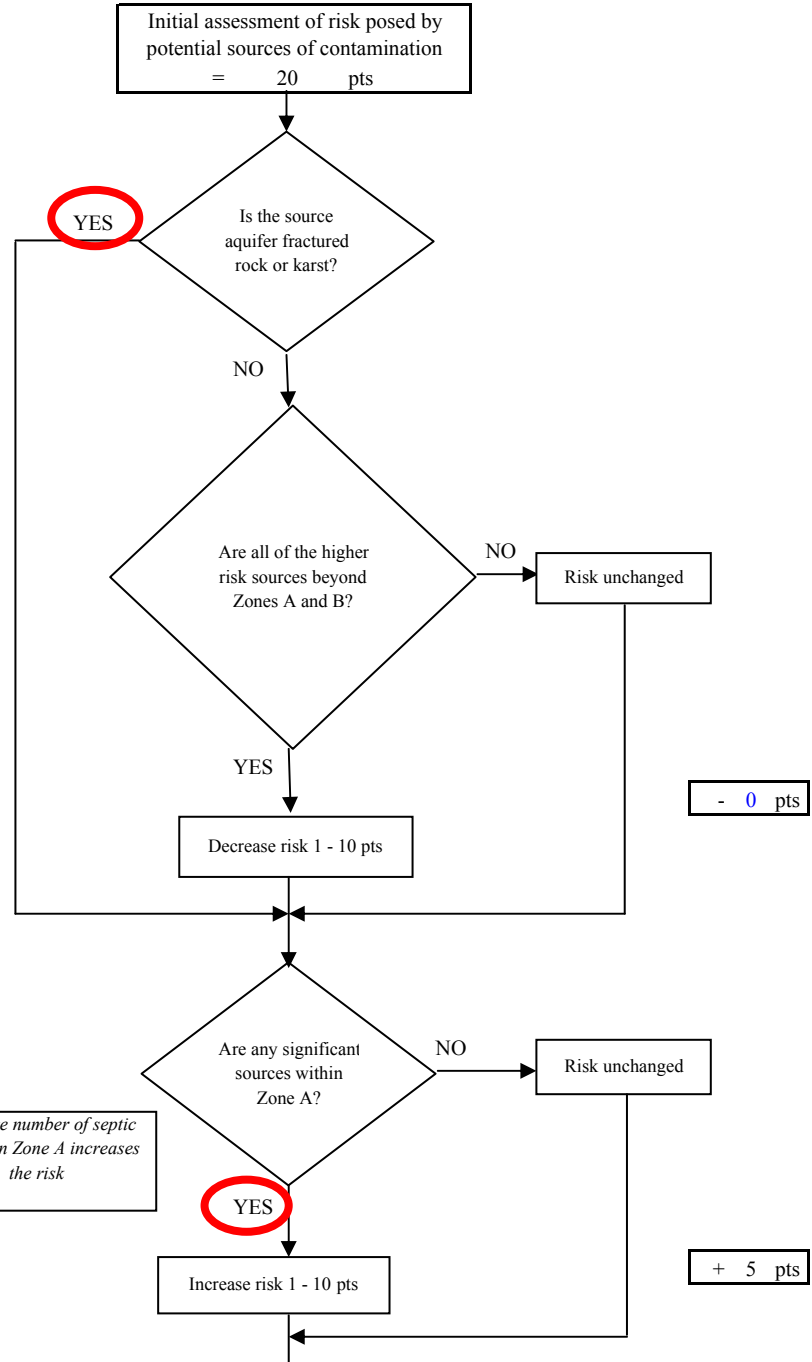 Initial assessment of risk posed by
potential sources of contamination
= 20 pts
YES
Is the source
aquifer fractured
rock or karst?
NO
Are all of the higher
risk sources beyond
Zones A and B?
NO
Risk unchanged
YES
- 0 pts
Decrease risk 1 - 10 pts
Are any significant
sources within
Zone A?
NO
Risk unchanged
number of septic
Zone A increases
the risk
YES
+ 5 pts
Increase risk 1 - 10 pts